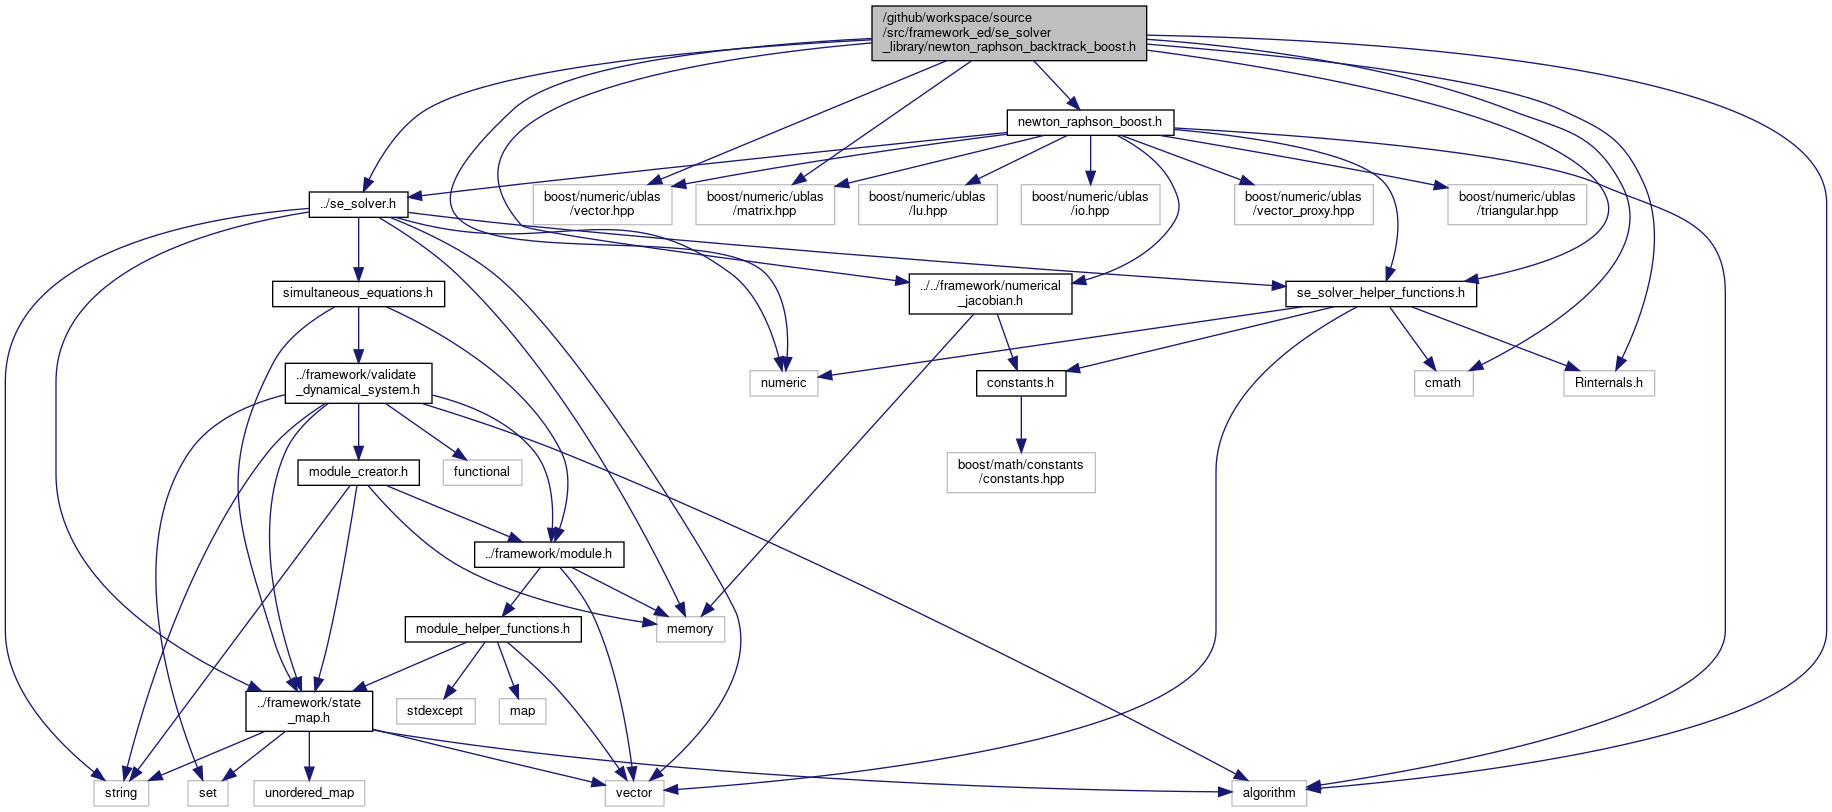 /github/workspace/source
/src/framework_ed/se_solver
_library/newton_raphson_backtrack_boost.h
newton_raphson_boost.h
../se_solver.h
boost/numeric/ublas
/vector.hpp
boost/numeric/ublas
/matrix.hpp
boost/numeric/ublas
/lu.hpp
boost/numeric/ublas
/io.hpp
boost/numeric/ublas
/vector_proxy.hpp
boost/numeric/ublas
/triangular.hpp
simultaneous_equations.h
../../framework/numerical
_jacobian.h
se_solver_helper_functions.h
../framework/validate
_dynamical_system.h
numeric
constants.h
cmath
Rinternals.h
module_creator.h
functional
boost/math/constants
/constants.hpp
../framework/module.h
module_helper_functions.h
memory
../framework/state
_map.h
stdexcept
map
string
set
unordered_map
vector
algorithm